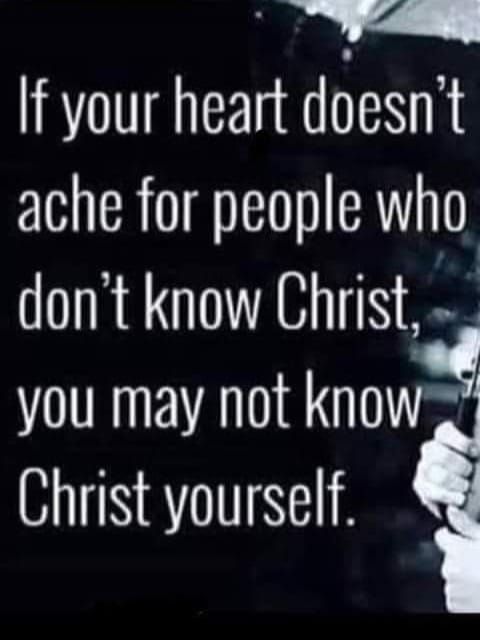 If your heart doesn't
ache for people who
don't know Christ,
you may not know
Christ yourself.